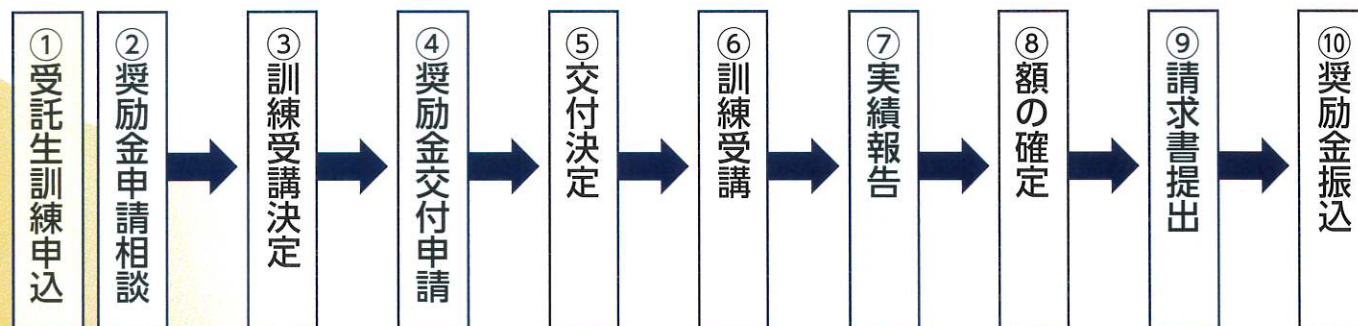 ①受託生訓練申込
②奨励金申請相談
③訓練受講決定
④奨励金交付申請
⑤交付決定
⑥訓練受講
⑦実績報告
⑧額の確定
⑨請求書提出
⑩奨励金振込